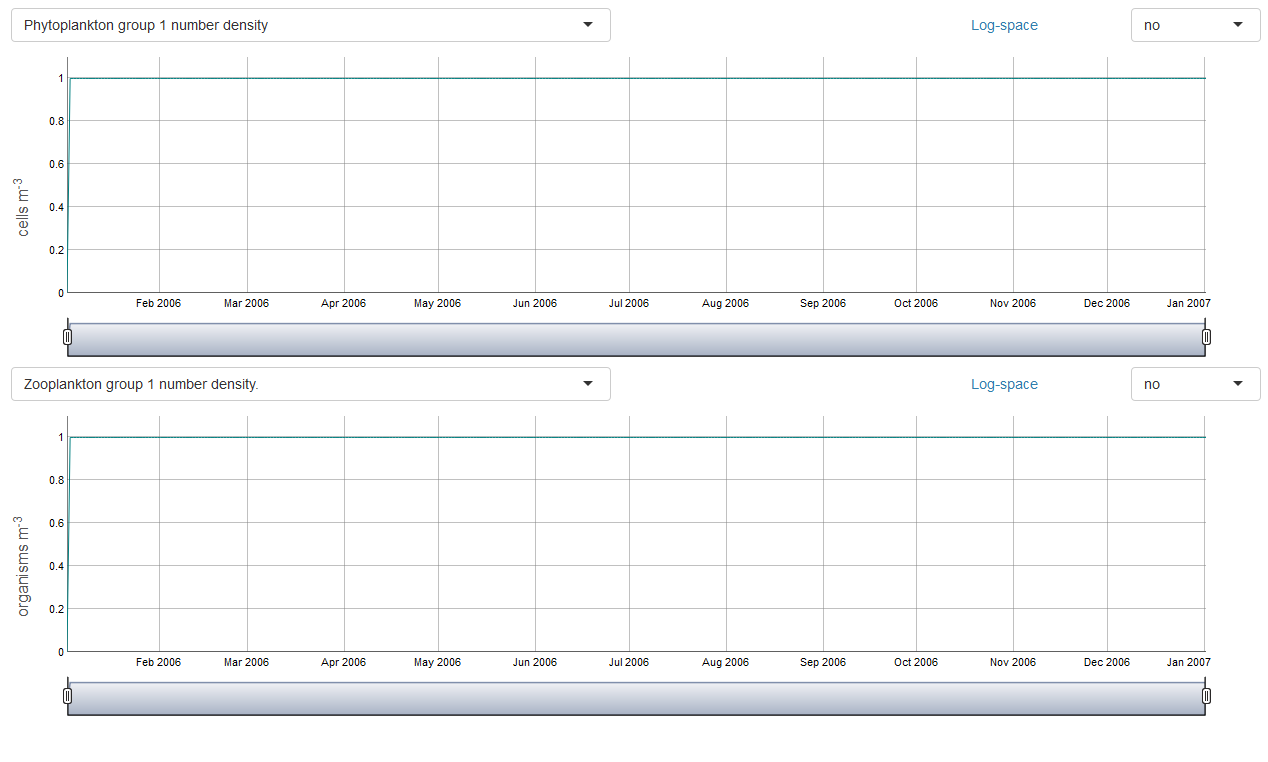 Phytoplankton group 1 number density
Log-space
no
cells m-3
1
0.8
0.6
0.4
0.2
0
Feb 2006 Mar 2006 Apr 2006 May 2006 Jun 2006 Jul 2006 Aug 2006 Sep 2006 Oct 2006 Nov 2006 Dec 2006 Jan 2007
Zooplankton group 1 number density.
Log-space
no
organisms m-3
1
0.8
0.6
0.4
0.2
0
Feb 2006 Mar 2006 Apr 2006 May 2006 Jun 2006 Jul 2006 Aug 2006 Sep 2006 Oct 2006 Nov 2006 Dec 2006 Jan 2007